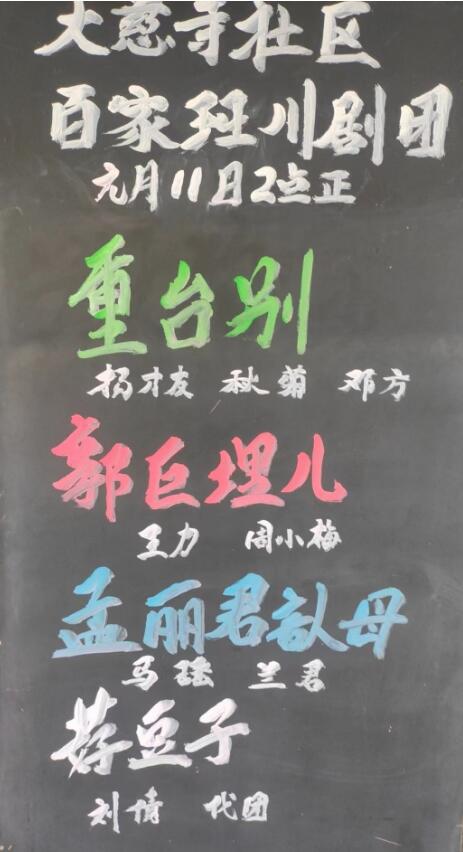 大慈寺社区
百家班川剧团
元月11日2点正
重台别
杨才友 秋菊 邓方
郭巨埋儿
王力 周小梅
孟丽君认母
马瑶 兰君
荐豆子
刘倩 代团